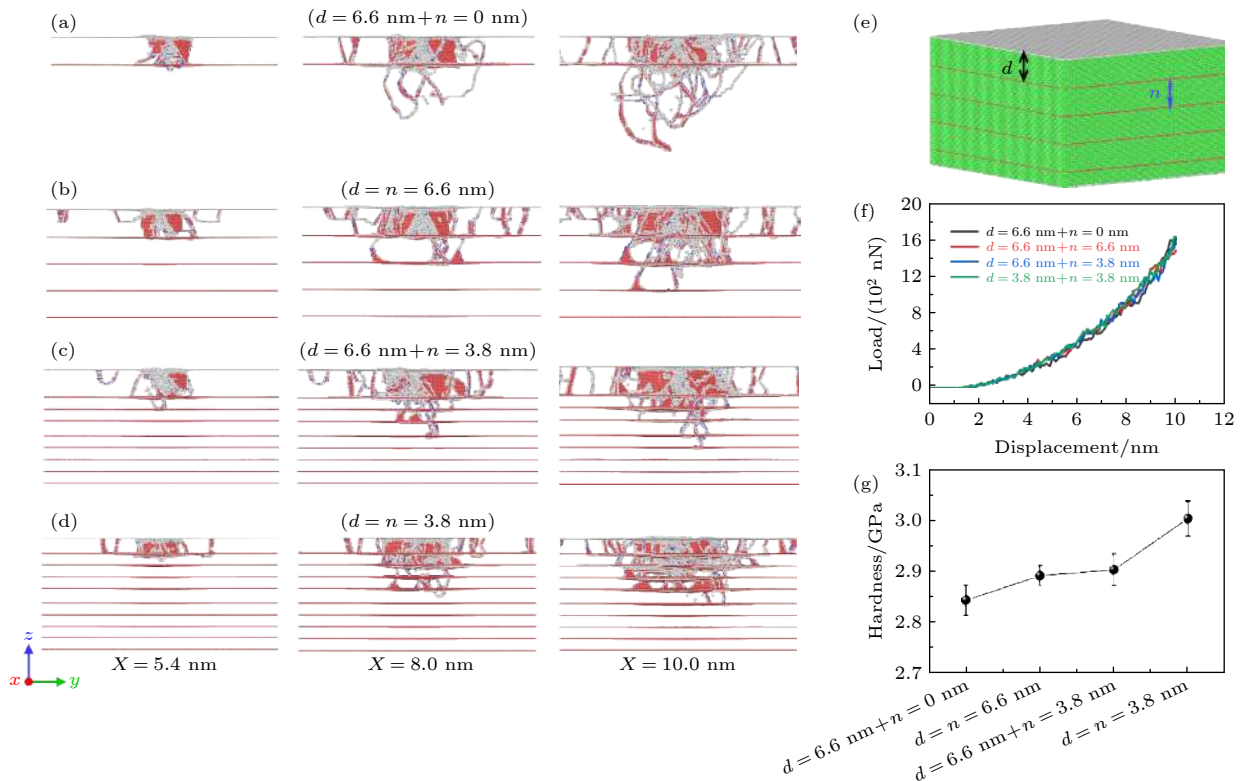 (a)
(d = 6.6 nm+n = 0 nm)
(b)
(d = n = 6.6 nm)
(c)
(d = 6.6 nm+n = 3.8 nm)
(d)
(d = n = 3.8 nm)
z
x
y
X = 5.4 nm
X = 8.0 nm
X = 10.0 nm
(e)
d
n
(f)
20
16
12
8
4
0
Load/(10² nN)
d = 6.6 nm+n = 0 nm
d = 6.6 nm+n = 6.6 nm
d = 6.6 nm+n = 3.8 nm
d = 3.8 nm+n = 3.8 nm
0 2 4 6 8 10 12
Displacement/nm
(g)
3.1
3.0
2.9
2.8
2.7
Hardness/GPa
d = 6.6 nm+n = 0 nm
d = n = 6.6 nm
d = 6.6 nm+n = 3.8 nm
d = n = 3.8 nm